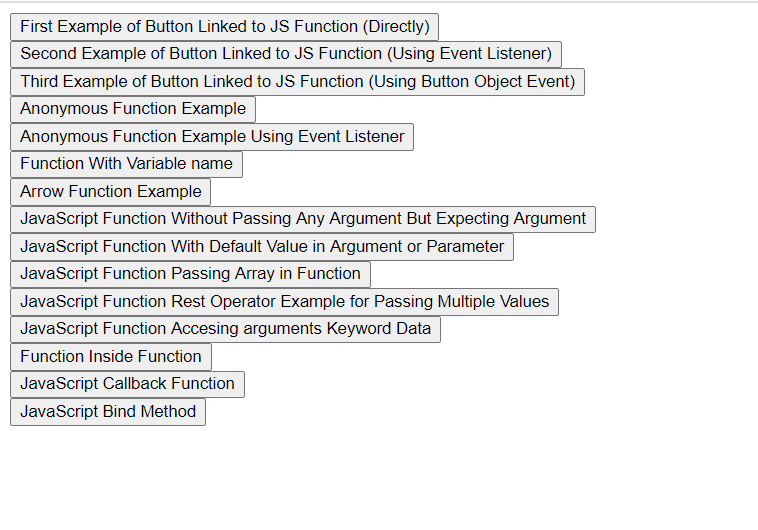 First Example of Button Linked to JS Function (Directly)
Second Example of Button Linked to JS Function (Using Event Listener)
Third Example of Button Linked to JS Function (Using Button Object Event)
Anonymous Function Example
Anonymous Function Example Using Event Listener
Function With Variable name
Arrow Function Example
JavaScript Function Without Passing Any Argument But Expecting Argument
JavaScript Function With Default Value in Argument or Parameter
JavaScript Function Passing Array in Function
JavaScript Function Rest Operator Example for Passing Multiple Values
JavaScript Function Accesing arguments Keyword Data
Function Inside Function
JavaScript Callback Function
JavaScript Bind Method